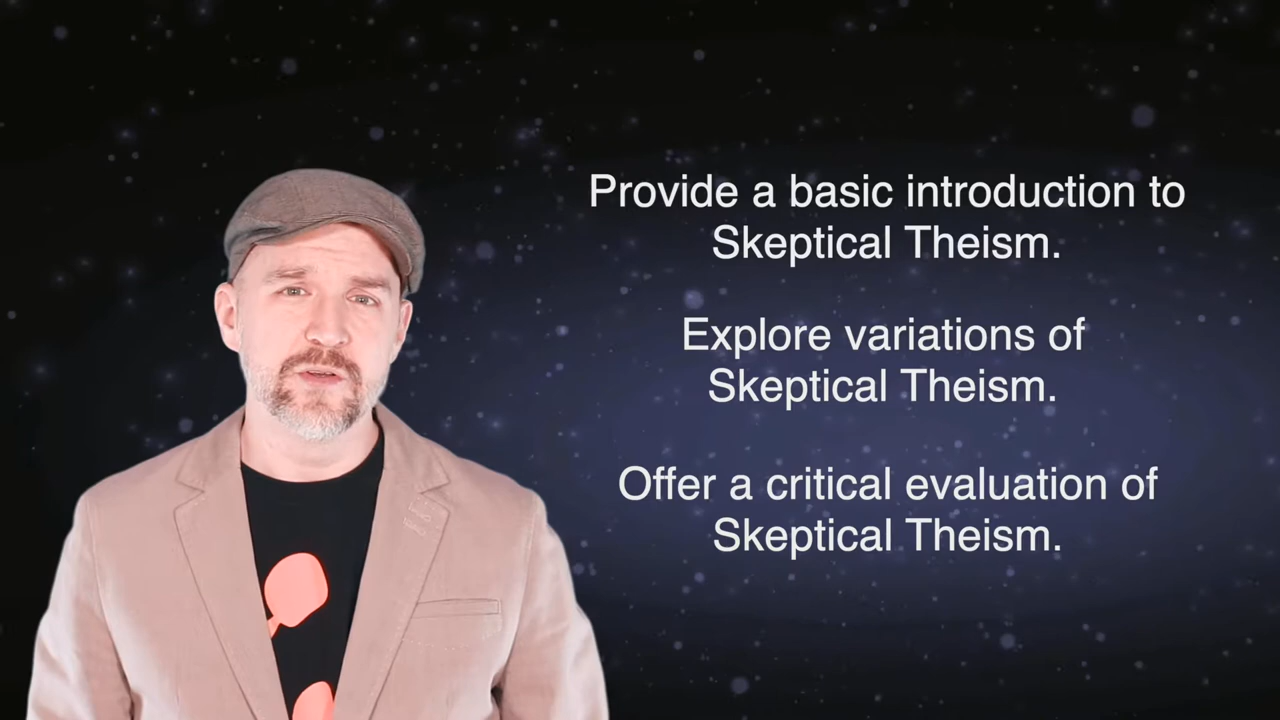 Provide a basic introduction to
Skeptical Theism.
Explore variations of
Skeptical Theism.
Offer a critical evaluation of
Skeptical Theism.